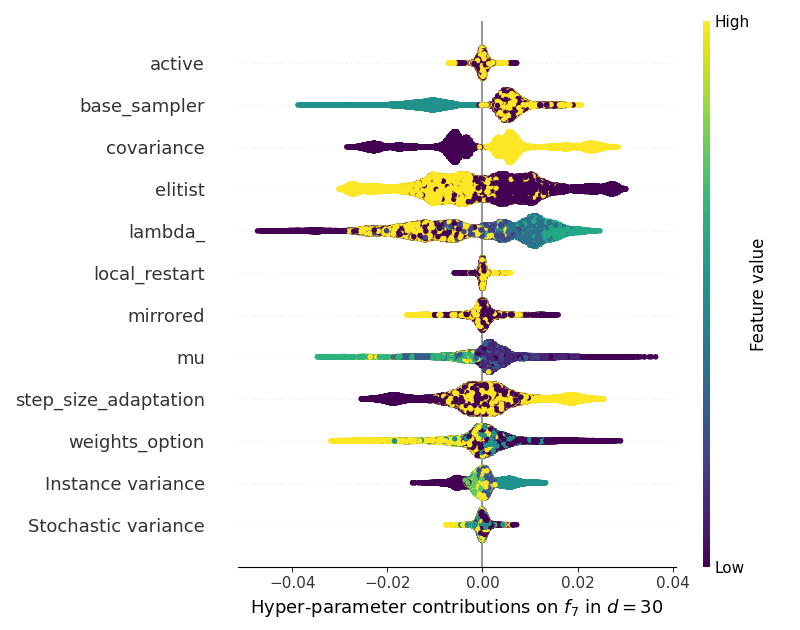 High
active
base_sampler
covariance
elitist
lambda_
local_restart
mirrored
mu
step_size_adaptation
weights_option
Instance variance
Stochastic variance
Feature value
Low
−0.04 −0.02 0.00 0.02 0.04
Hyper-parameter contributions on f₇ in d = 30